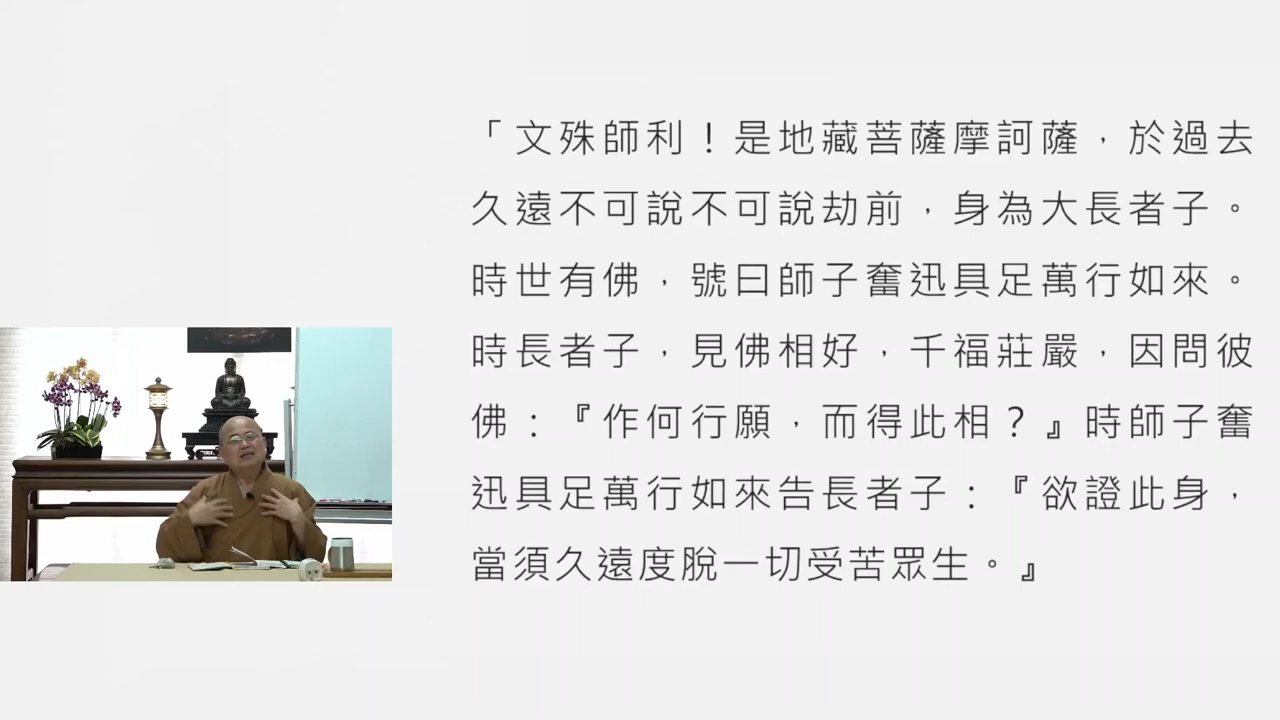 「文殊師利！是地藏菩薩摩訶薩，於過去
久遠不可說不可說劫前，身為大長者子。
時世有佛，號曰師子奮迅具足萬行如來。
時長者子，見佛相好，千福莊嚴，因問彼
佛：『作何行願，而得此相？』時師子奮
迅具足萬行如來告長者子：『欲證此身，
當須久遠度脫一切受苦眾生。』